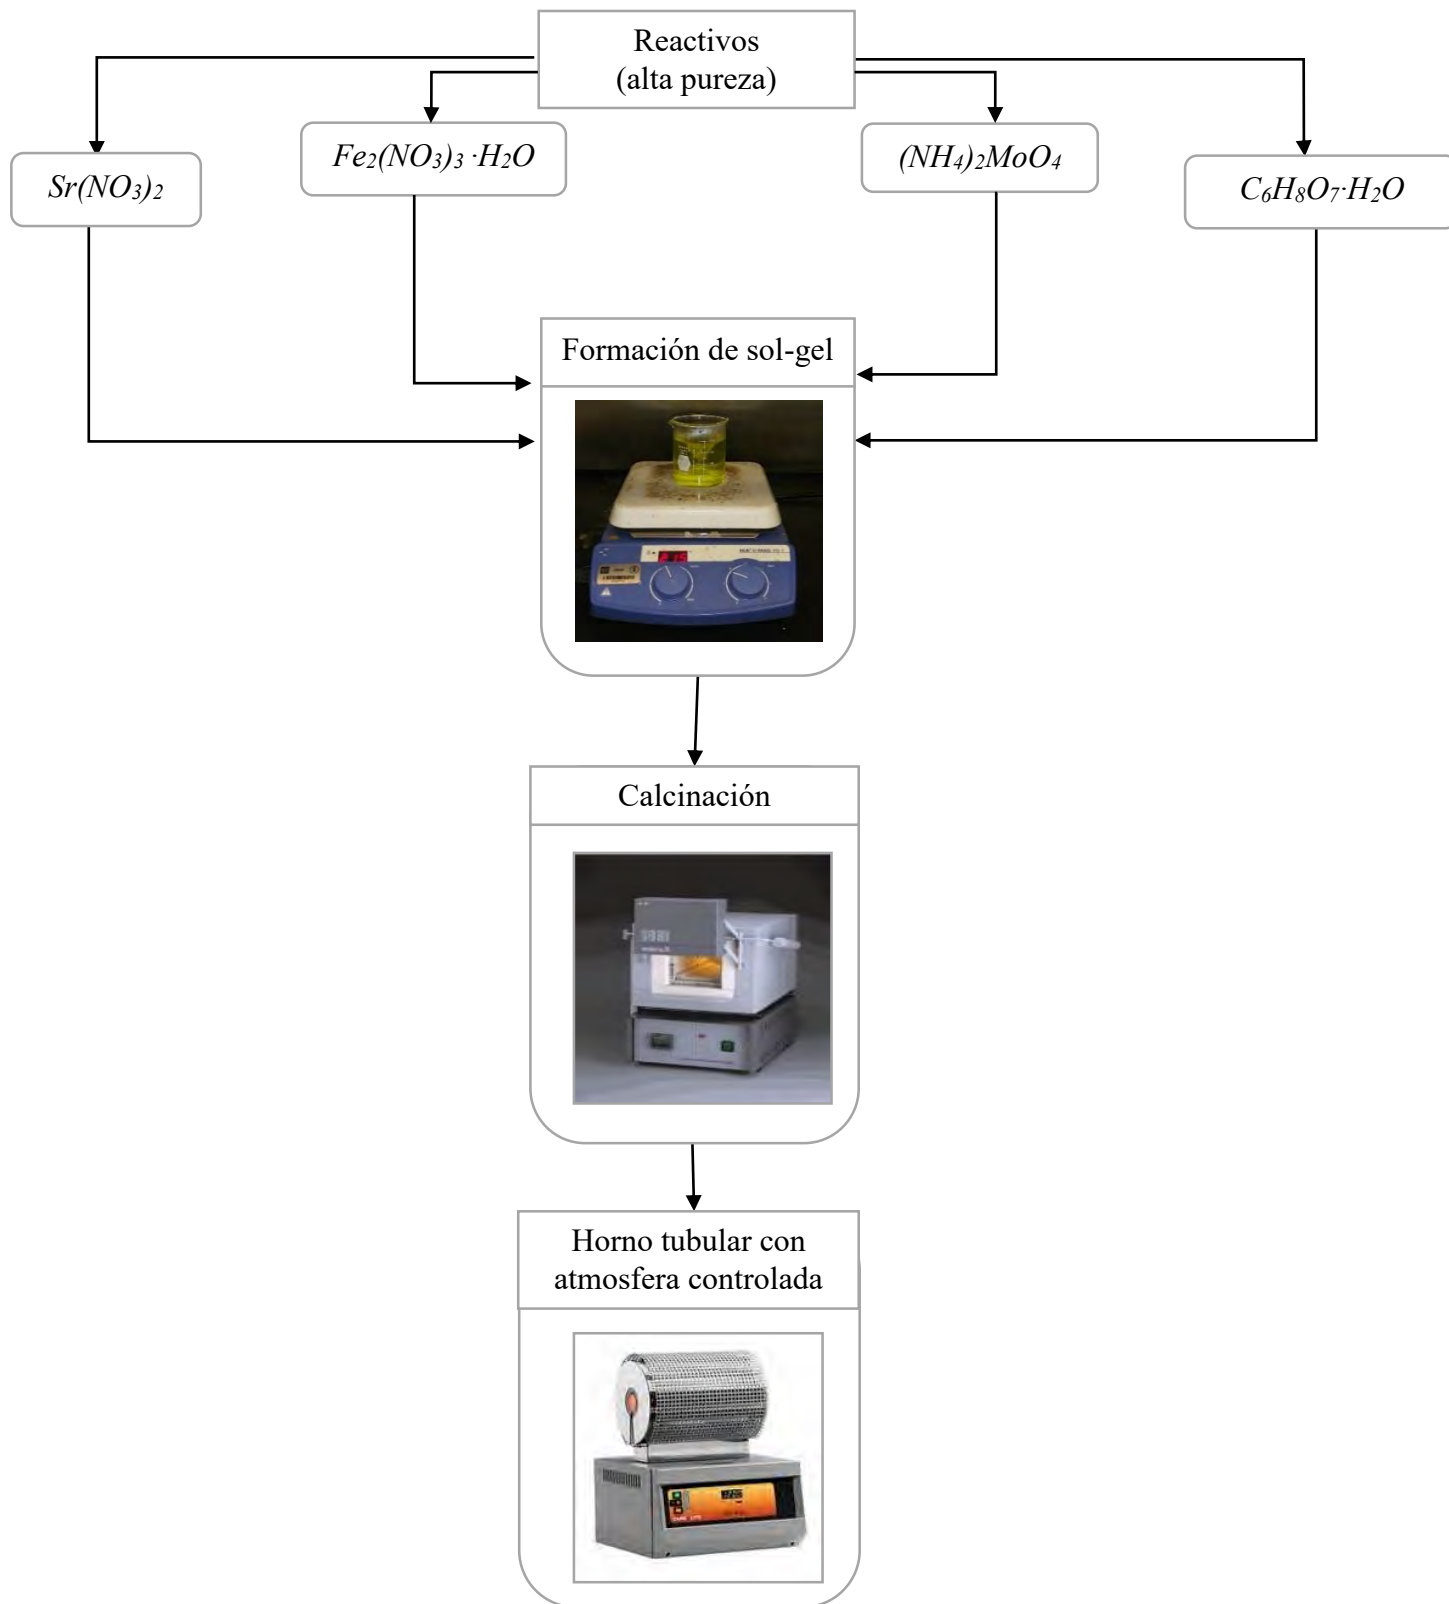 Reactivos
(alta pureza)
Sr(NO₃)₂
Fe₂(NO₃)₃ ·H₂O
(NH₄)₂MoO₄
C₆H₈O₇·H₂O
Formación de sol-gel
Calcinación
Horno tubular con
atmosfera controlada